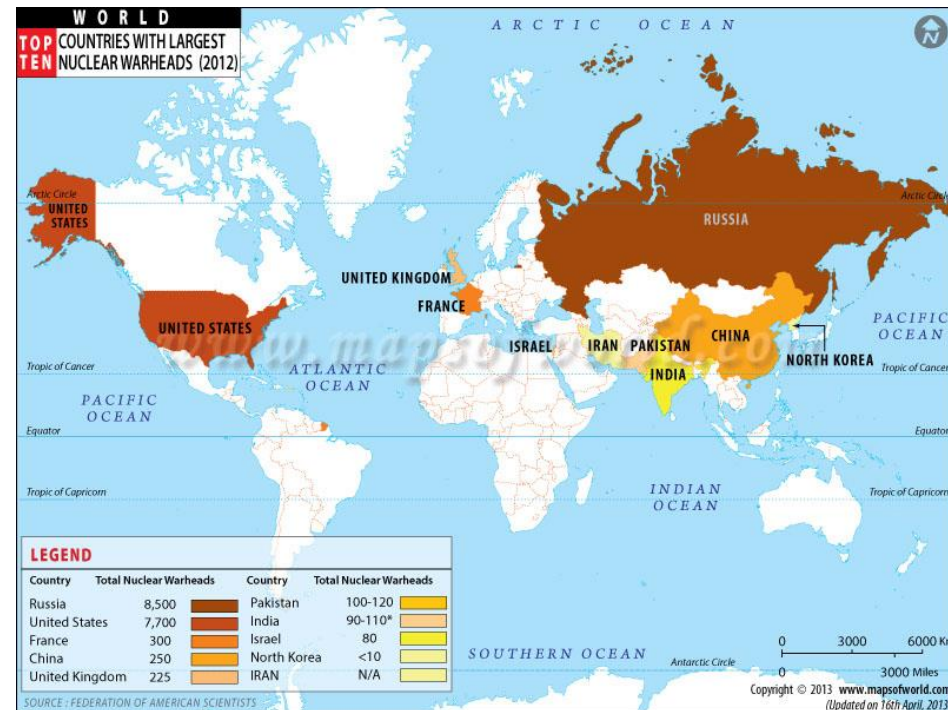 WORLD
TOP TEN
COUNTRIES WITH LARGEST
NUCLEAR WARHEADS (2012)
ARCTIC OCEAN
N
Arctic Circle
Arctic Circle
UNITED
STATES
RUSSIA
UNITED KINGDOM
FRANCE
UNITED STATES
ISRAEL
IRAN
PAKISTAN
CHINA
INDIA
NORTH KOREA
PACIFIC
OCEAN
www.mapsofworld.com
Tropic of Cancer
ATLANTIC
OCEAN
Tropic of Cancer
PACIFIC
OCEAN
Equator
Equator
Tropic of Capricorn
INDIAN
OCEAN
Tropic of Capricorn
LEGEND
Country Total Nuclear Warheads Country Total Nuclear Warheads
Russia 8,500 Pakistan 100-120
United States 7,700 India 90-110*
France 300 Israel 80
China 250 North Korea <10
United Kingdom 225 IRAN N/A
SOURCE : FEDERATION OF AMERICAN SCIENTISTS
SOUTHERN OCEAN
Antarctic Circle
0 3000 6000 K
0 3000 Miles
Copyright © 2013 www.mapsofworld.com
(Updated on 16th April, 2013